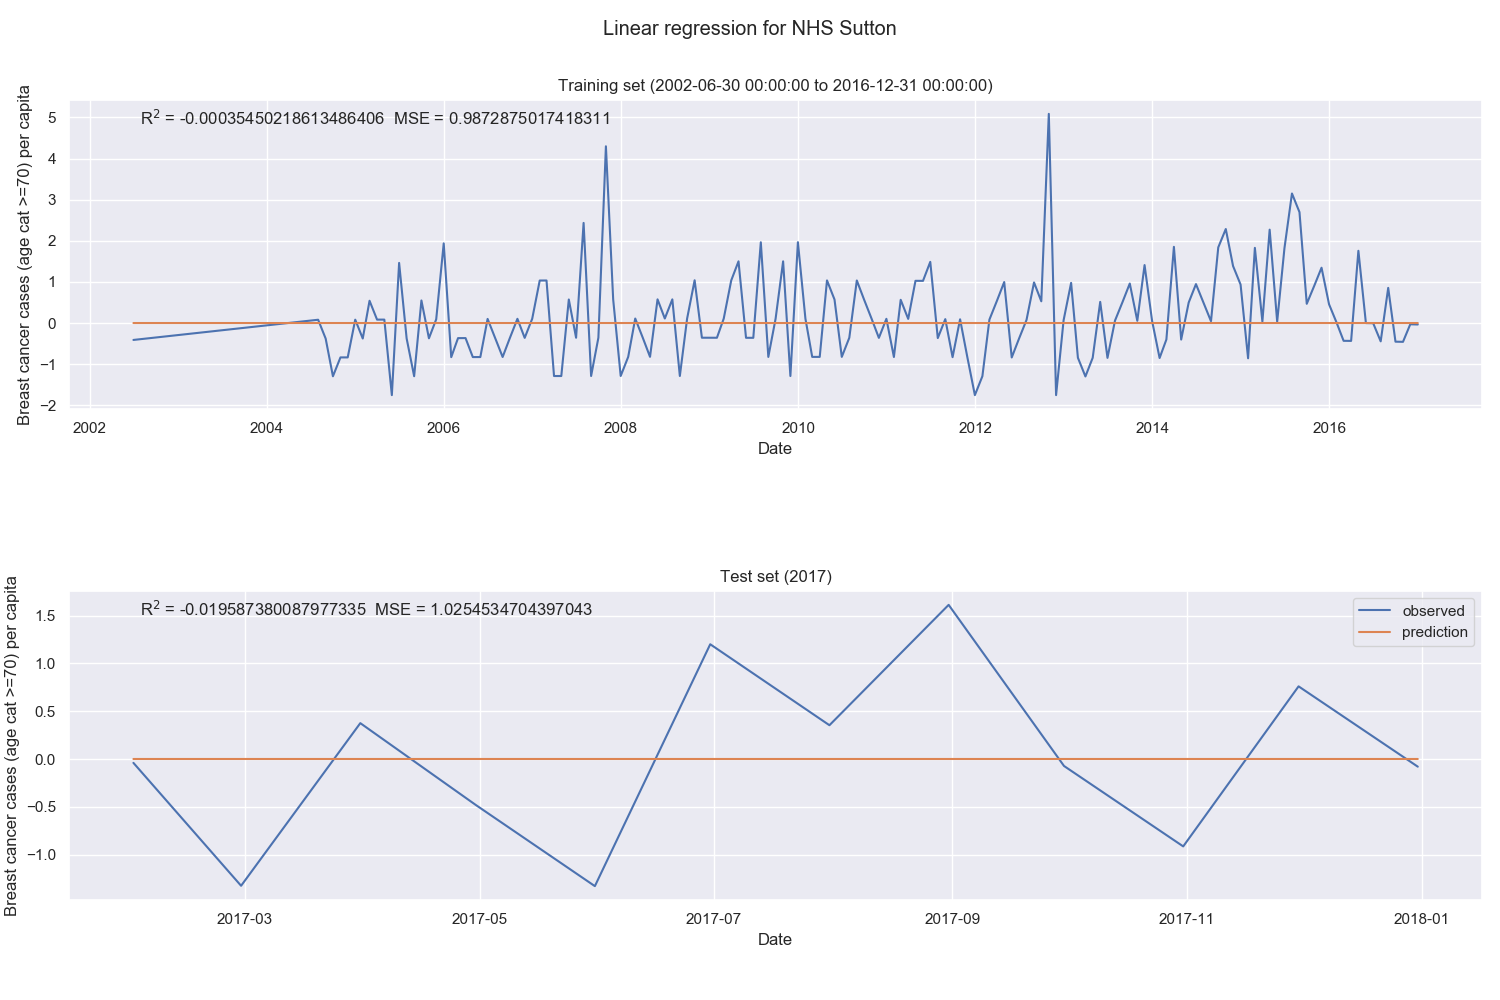 Linear regression for NHS Sutton
Training set (2002-06-30 00:00:00 to 2016-12-31 00:00:00)
R² = -0.00035450218613486406 MSE = 0.9872875017418311
Breast cancer cases (age cat >=70) per capita
5
4
3
2
1
0
−1
−2
2002 2004 2006 2008 2010 2012 2014 2016
Date
Test set (2017)
R² = -0.019587380087977335 MSE = 1.0254534704397043
observed
prediction
Breast cancer cases (age cat >=70) per capita
1.5
1.0
0.5
0.0
−0.5
−1.0
2017-03 2017-05 2017-07 2017-09 2017-11 2018-01
Date